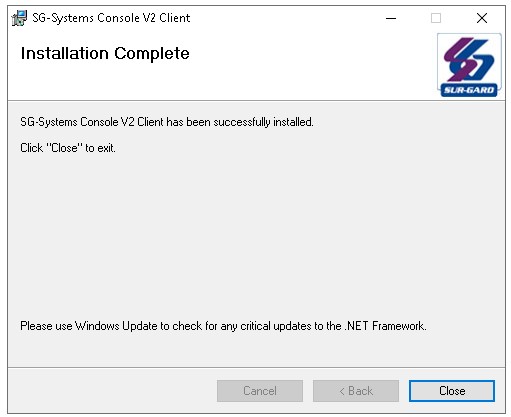 SG-Systems Console V2 Client
Installation Complete
SUR-GARD
SG-Systems Console V2 Client has been successfully installed.
Click "Close" to exit.
Please use Windows Update to check for any critical updates to the .NET Framework.
Cancel
< Back
Close